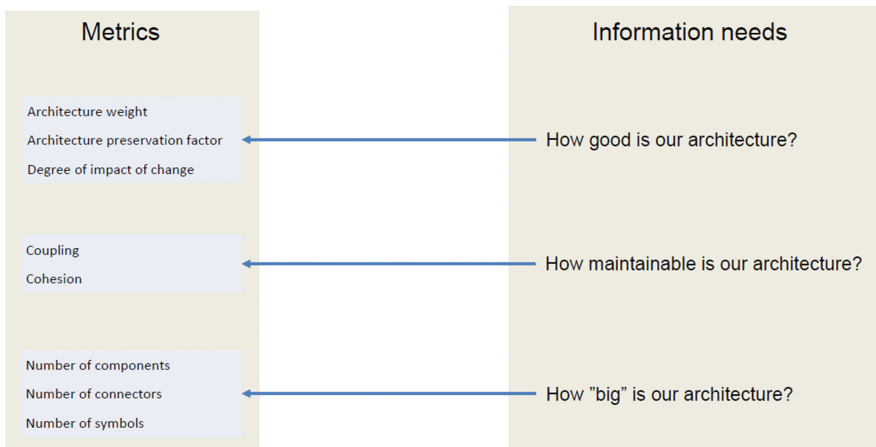 Metrics
Information needs
Architecture weight
Architecture preservation factor
Degree of impact of change
How good is our architecture?
Coupling
Cohesion
How maintainable is our architecture?
Number of components
Number of connectors
Number of symbols
How ”big” is our architecture?